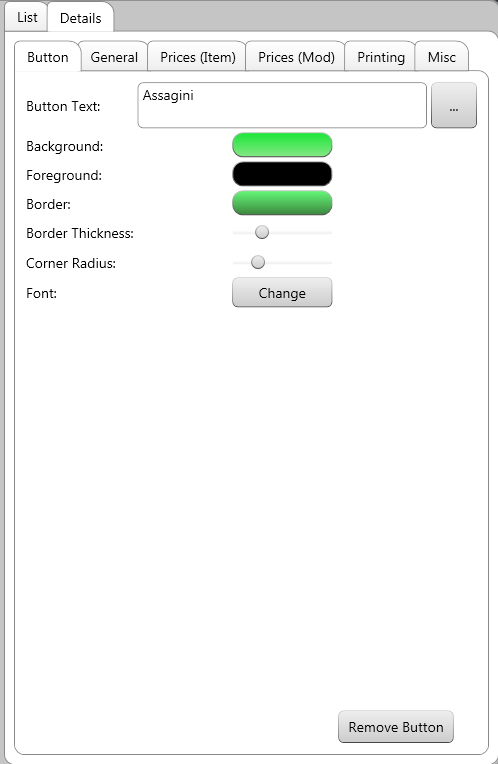 List Details
Button General Prices (Item) Prices (Mod) Printing Misc
Button Text: Assagini ...
Background:
Foreground:
Border:
Border Thickness:
Corner Radius:
Font: Change
Remove Button